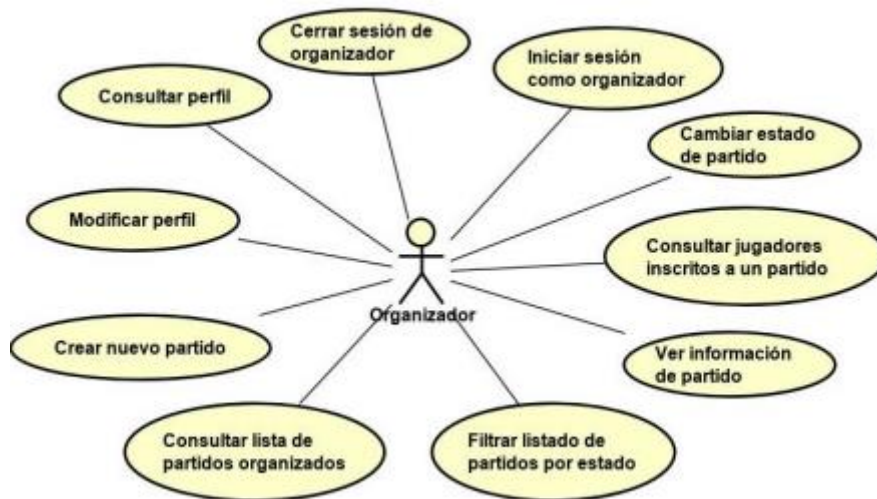 Cerrar sesión de
organizador
Iniciar sesión
como organizador
Consultar perfil
Cambiar estado
de partido
Modificar perfil
Consultar jugadores
inscritos a un partido
Organizador
Crear nuevo partido
Ver información
de partido
Consultar lista de
partidos organizados
Filtrar listado de
partidos por estado